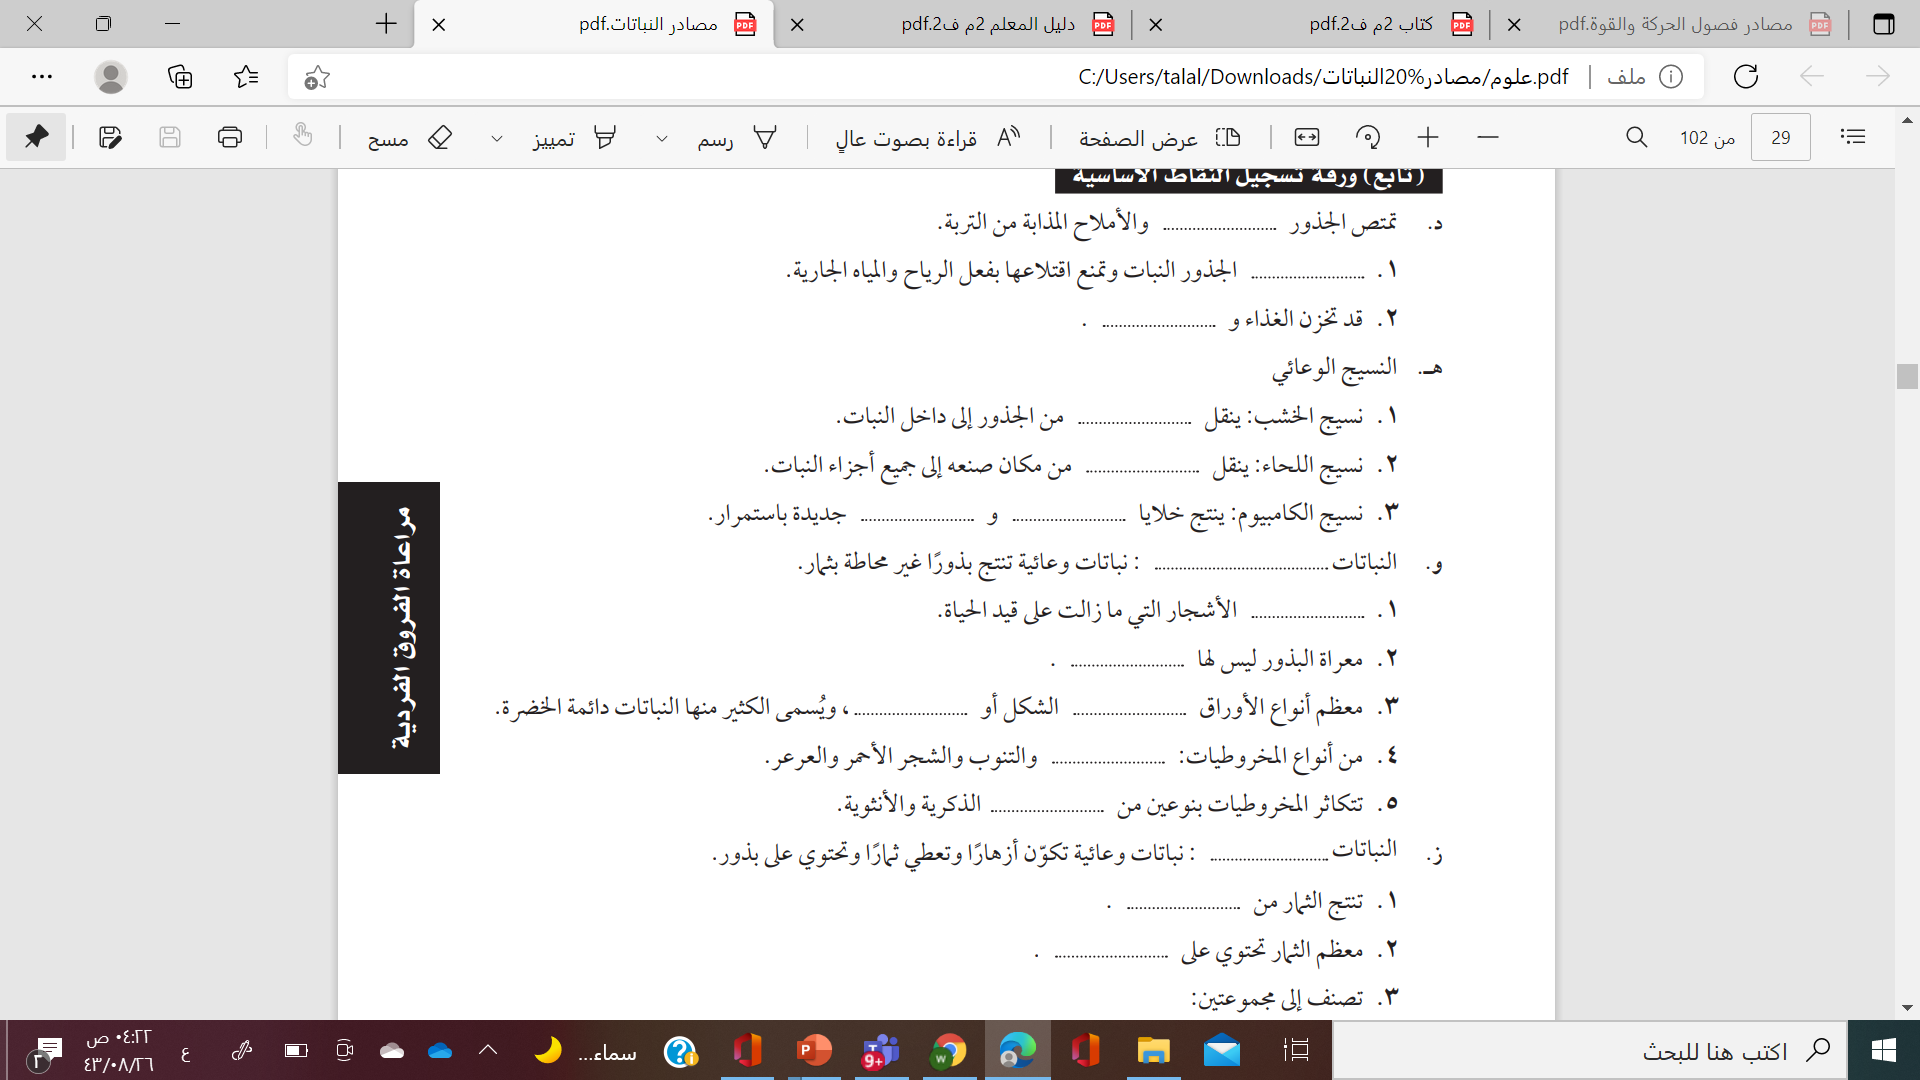 مصادر فصول الحركة والقوة.pdf
كتاب 2م ف2.pdf
دليل المعلم 2م ف2.pdf
مصادر النباتات.pdf
ملف
C:/Users/talal/Downloads/علوم/مصادر%20النباتات.pdf
29
من 102
عرض الصفحة
قراءة بصوت عالٍ
رسم
تمييز
مسح
(تابع) ورقة تسجيل النقاط الأساسية
د. تمتص الجذور ........................ والأملاح المذابة من التربة.
١. ........................ الجذور النبات وتمنع اقتلاعها بفعل الرياح والمياه الجارية.
٢. قد تخزن الغذاء و ........................ .
هـ. النسيج الوعائي
١. نسيج الخشب: ينقل ........................ من الجذور إلى داخل النبات.
٢. نسيج اللحاء: ينقل ........................ من مكان صنعه إلى جميع أجزاء النبات.
٣. نسيج الكامبيوم: ينتج خلايا ........................ و ........................ جديدة باستمرار.
و. النباتات ........................ : نباتات وعائية تنتج بذورًا غير محاطة بثمار.
١. ........................ الأشجار التي ما زالت على قيد الحياة.
٢. معراة البذور ليس لها ........................ .
٣. معظم أنواع الأوراق ........................ الشكل أو ........................، ويُسمى الكثير منها النباتات دائمة الخضرة.
٤. من أنواع المخروطيات: ........................ والتنوب والشجر الأحمر والعرعر.
٥. تتكاثر المخروطيات بنوعين من ........................ الذكرية والأنثوية.
ز. النباتات ........................ : نباتات وعائية تكوّن أزهارًا وتعطي ثمارًا وتحتوي على بذور.
١. تنتج الثمار من ........................ .
٢. معظم الثمار تحتوي على ........................ .
٣. تصنف إلى مجموعتين:
مراعاة الفروق الفردية
اكتب هنا للبحث
سماء...
ع
٠٤:٢٢ ص
٤٣/٠٨/٢٦
٣
9+